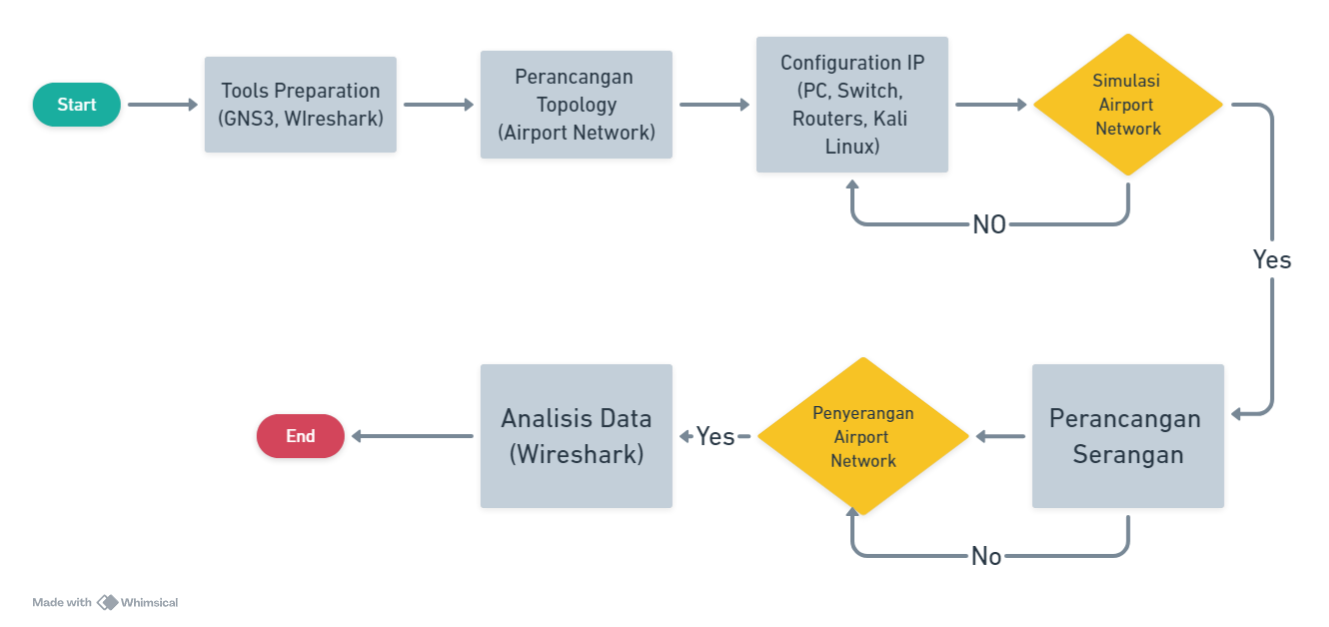 Start
Tools Preparation
(GNS3, WIreshark)
Perancangan
Topology
(Airport Network)
Configuration IP
(PC, Switch,
Routers, Kali
Linux)
Simulasi
Airport
Network
NO
Yes
Perancangan
Serangan
No
Penyerangan
Airport
Network
Yes
Analisis Data
(Wireshark)
End
Made with Whimsical